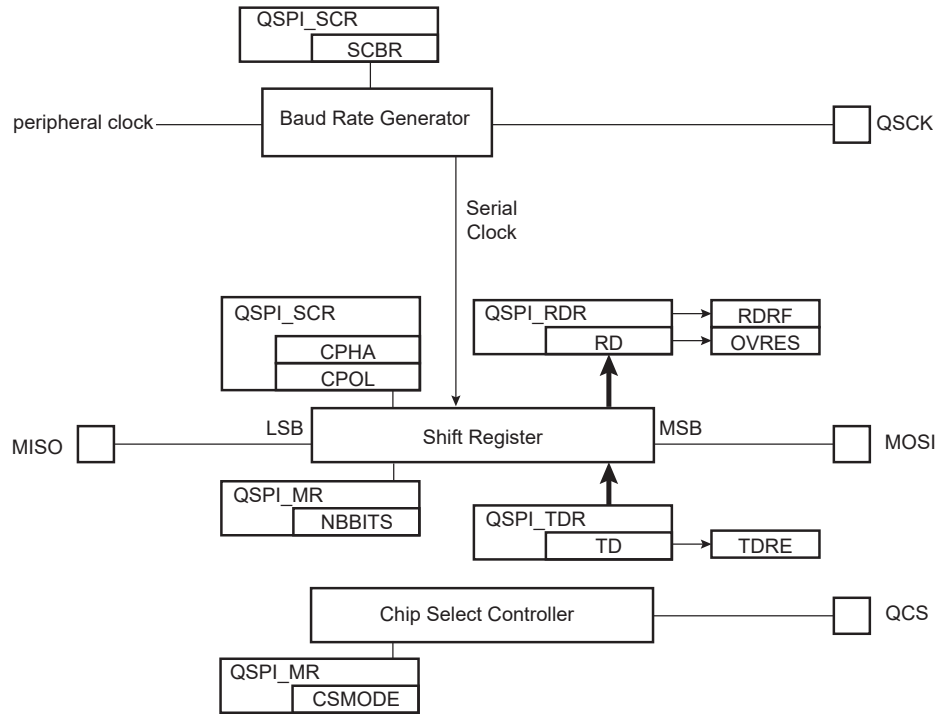 QSPI_SCR
SCBR
peripheral clock
Baud Rate Generator
QSCK
Serial
Clock
QSPI_SCR
CPHA
CPOL
QSPI_RDR
RD
RDRF
OVRES
MISO
LSB
Shift Register
MSB
MOSI
QSPI_MR
NBBITS
QSPI_TDR
TD
TDRE
Chip Select Controller
QCS
QSPI_MR
CSMODE